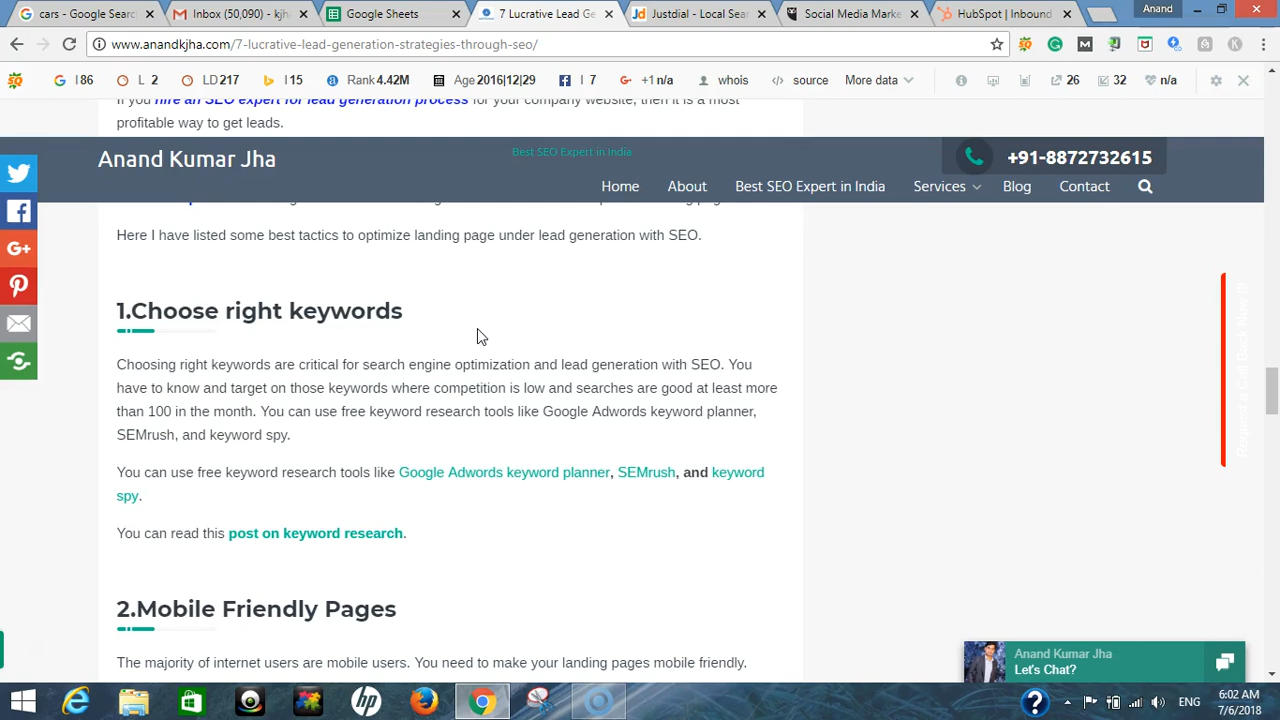 cars - Google Searc
Inbox (50,090) - kjh
Google Sheets
7 Lucrative Lead Ge
Justdial - Local Sear
Social Media Marke
HubSpot | Inbound
Anand
www.anandkjha.com/7-lucrative-lead-generation-strategies-through-seo/
I 86
L 2
LD 217
I 15
Rank 4.42M
Age 2016|12|29
I 7
+1 n/a
whois
source
More data
26
32
n/a
If you hire an SEO expert for lead generation process for your company website, then it is a most
profitable way to get leads.
Anand Kumar Jha
Best SEO Expert in India
+91-8872732615
Home
About
Best SEO Expert in India
Services
Blog
Contact
Here I have listed some best tactics to optimize landing page under lead generation with SEO.
1.Choose right keywords
Choosing right keywords are critical for search engine optimization and lead generation with SEO. You
have to know and target on those keywords where competition is low and searches are good at least more
than 100 in the month. You can use free keyword research tools like Google Adwords keyword planner,
SEMrush, and keyword spy.
You can use free keyword research tools like Google Adwords keyword planner, SEMrush, and keyword
spy.
You can read this post on keyword research.
2.Mobile Friendly Pages
The majority of internet users are mobile users. You need to make your landing pages mobile friendly.
Request a Call Back Now !!!
Anand Kumar Jha
Let's Chat?
ENG
6:02 AM
7/6/2018